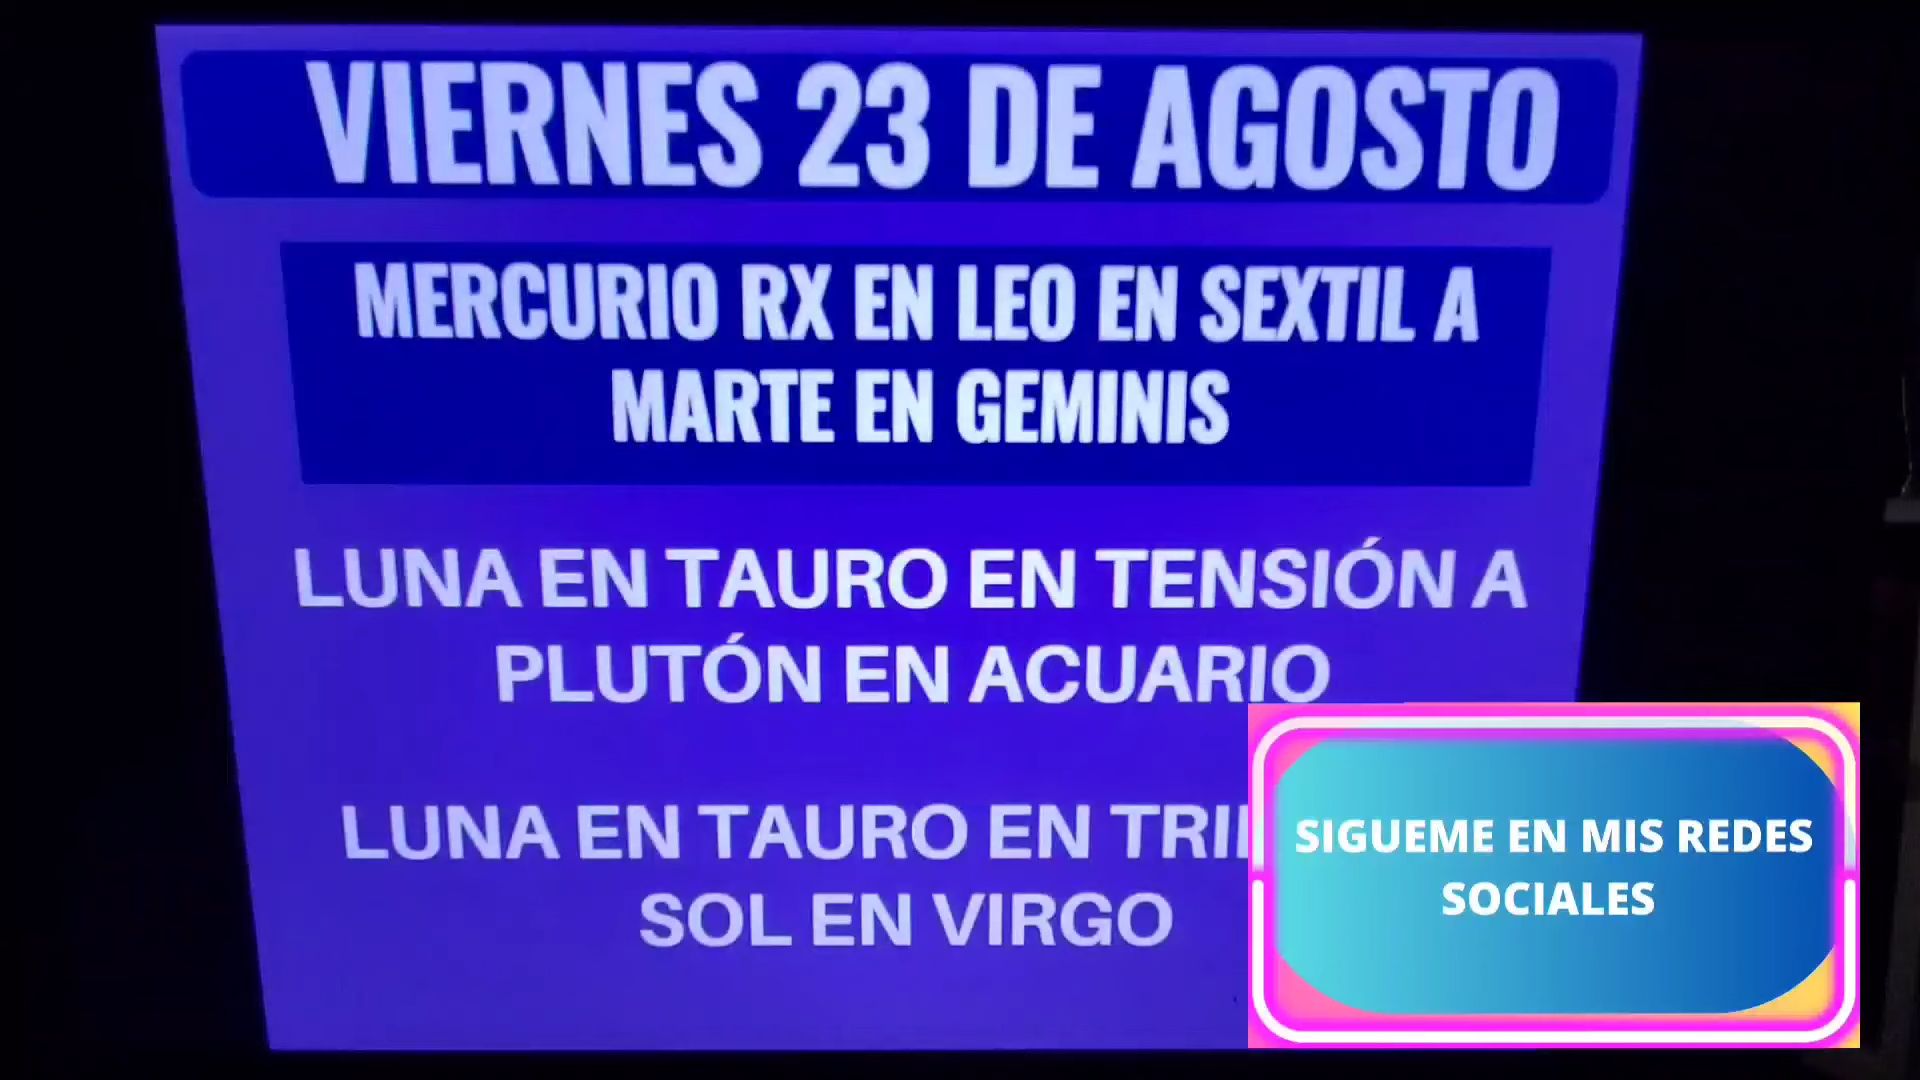 VIERNES 23 DE AGOSTO
MERCURIO RX EN LEO EN SEXTIL A
MARTE EN GEMINIS
LUNA EN TAURO EN TENSIÓN A
PLUTÓN EN ACUARIO
LUNA EN TAURO EN
SOL EN VIRGO
SIGUEME EN MIS REDES
SOCIALES